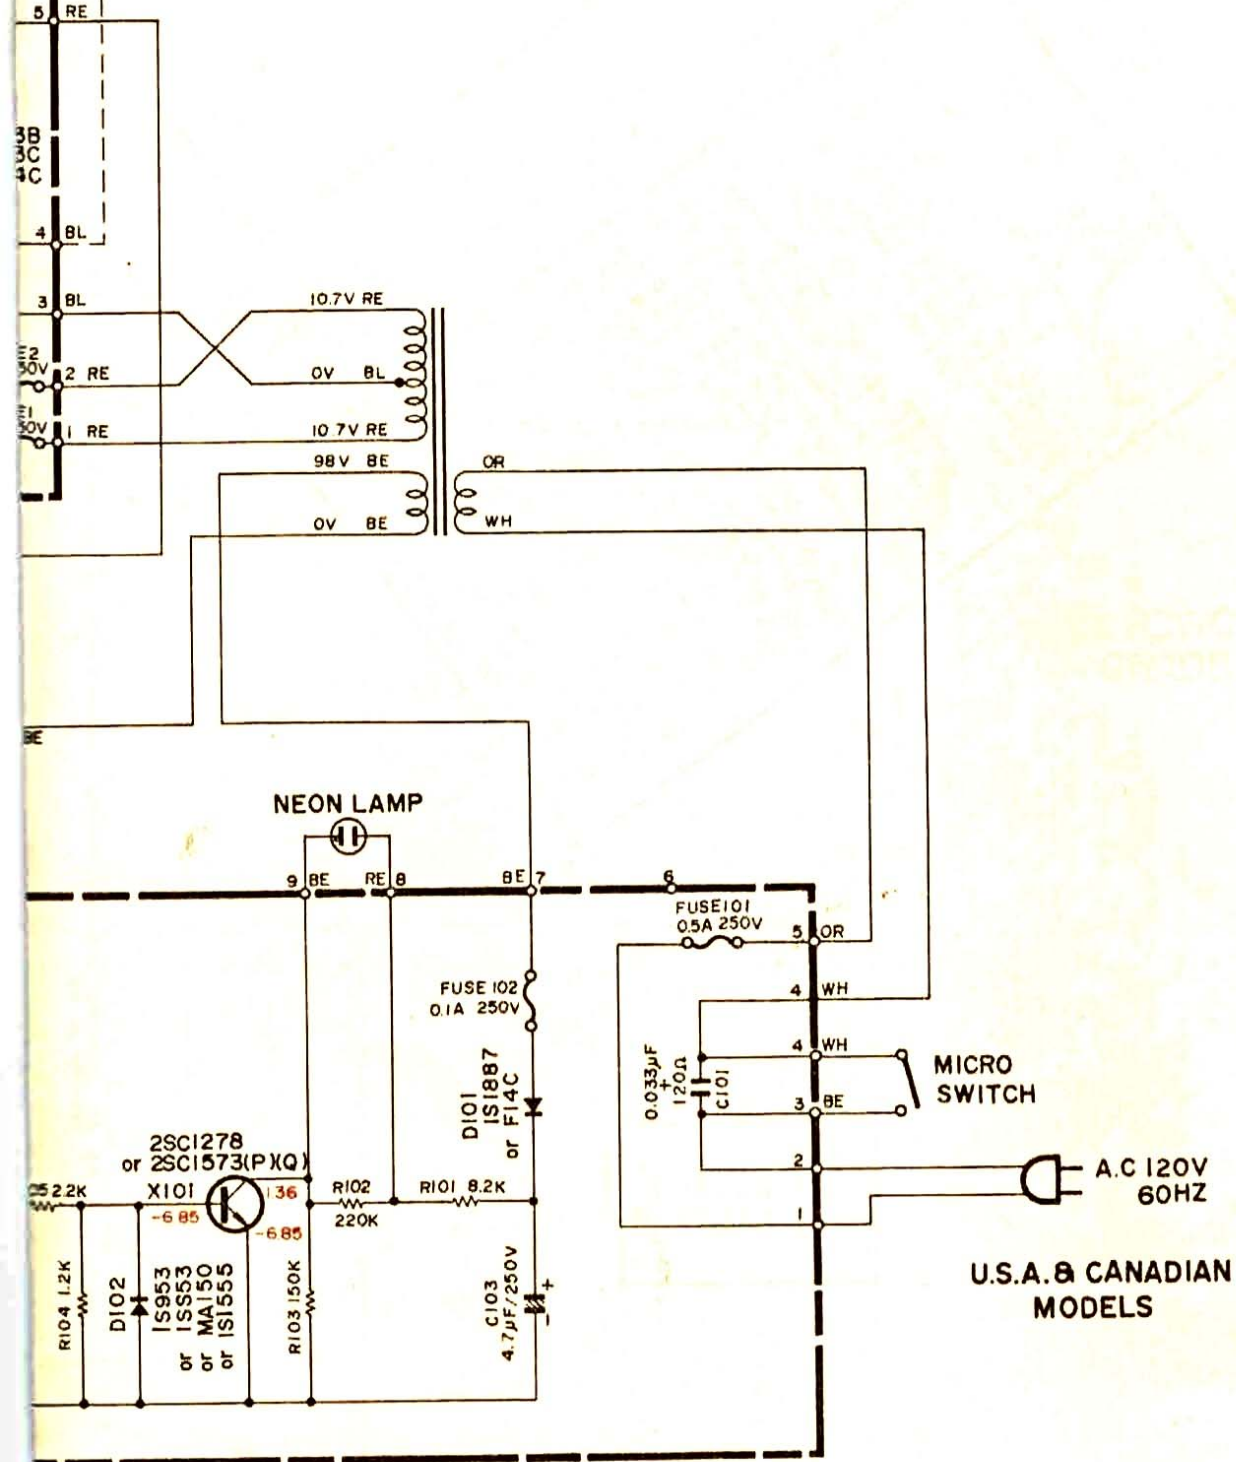 5 RE
3B
3C
4C
4 BL
3 BL
10.7V RE
2 RE
0V BL
1 RE
10.7V RE
98V BE
OR
0V BE
WH
BE
NEON LAMP
9 BE RE 8
BE 7
6
FUSE101
0.5A 250V
5 OR
FUSE 102
0.1A 250V
4 WH
4 WH
MICRO
SWITCH
3 BE
0.033µF
+
120Ω
C101
D101
1S1887
or F14C
2SC1278
or 2SC1573(P)(Q)
2
A.C 120V
60HZ
2.2K
X101
136
-6.85
-6.85
R102
220K
R101 8.2K
1
R104 1.2K
D102
1S953
or 1SS53
or MA150
or 1S1555
R103 150K
C103
4.7µF/250V
+
-
U.S.A. & CANADIAN
MODELS